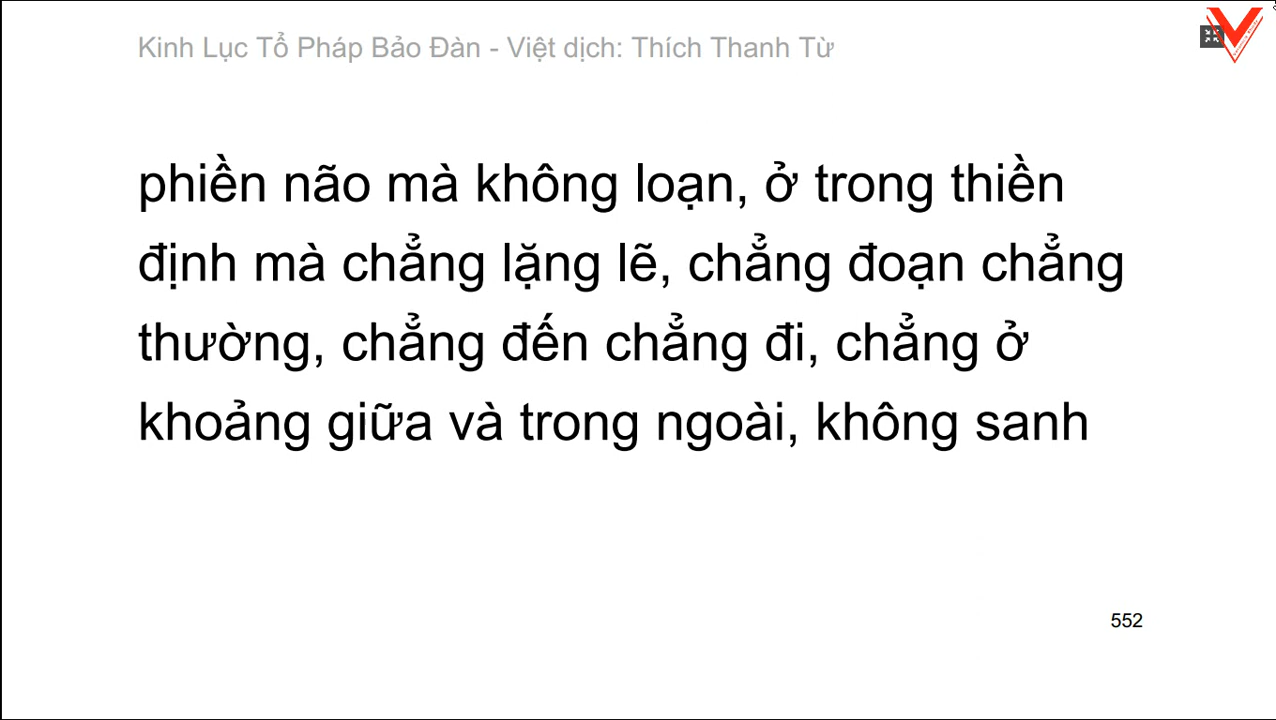 Kinh Lục Tổ Pháp Bảo Đàn - Việt dịch: Thích Thanh Từ
phiền não mà không loạn, ở trong thiền
định mà chẳng lặng lẽ, chẳng đoạn chẳng
thường, chẳng đến chẳng đi, chẳng ở
khoảng giữa và trong ngoài, không sanh
552